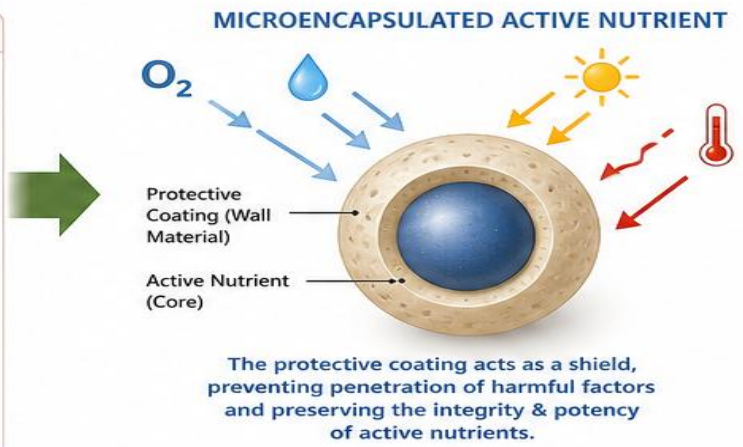 MICROENCAPSULATED ACTIVE NUTRIENT
O₂
Protective
Coating (Wall
Material)
Active Nutrient
(Core)
The protective coating acts as a shield,
preventing penetration of harmful factors
and preserving the integrity & potency
of active nutrients.